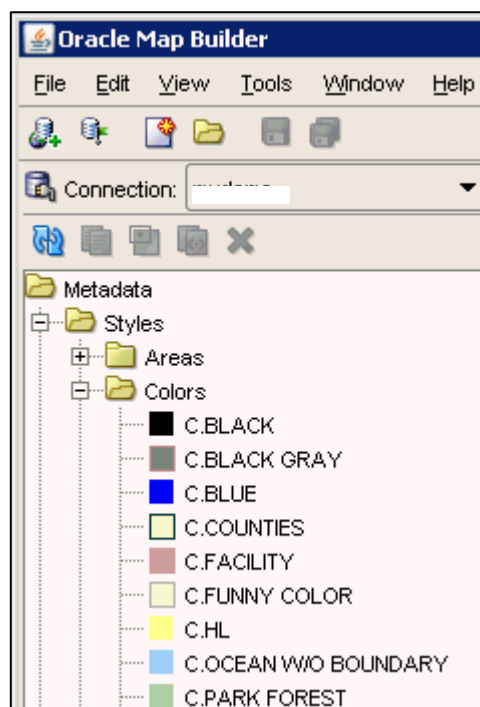 Oracle Map Builder
File Edit View Tools Window Help
Connection:
Metadata
Styles
Areas
Colors
C.BLACK
C.BLACK GRAY
C.BLUE
C.COUNTIES
C.FACILITY
C.FUNNY COLOR
C.HL
C.OCEAN W/O BOUNDARY
C.PARK FOREST